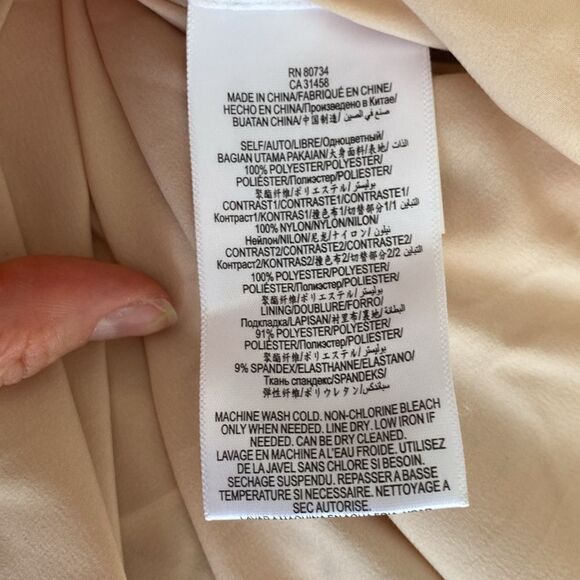 RN 80734
CA 31458
MADE IN CHINA/FABRIQUÉ EN CHINE/
HECHO EN CHINA/Произведено в Китае/
BUATAN CHINA/中国制造/ صنع في الصين/
SELF/AUTO/LIBRE/Одноцветный/
BAGIAN UTAMA PAKAIAN/大身面料/表地/ الذات
100% POLYESTER/POLYESTER/
POLIÉSTER/Полиэстер/POLIESTER/
聚酯纤维/ポリエステル/ بوليستر
CONTRAST1/CONTRASTE1/CONTRASTE1/
Контраст1/KONTRAS1/撞色布1/切替部分1/ التباين 1
100% NYLON/NYLON/NILON/
Нейлон/NILON/尼龙/ナイロン/ نيلون
CONTRAST2/CONTRASTE2/CONTRASTE2/
Контраст2/KONTRAS2/撞色布2/切替部分2/ التباين 2
100% POLYESTER/POLYESTER/
POLIÉSTER/Полиэстер/POLIESTER/
聚酯纤维/ポリエステル/ بوليستر
LINING/DOUBLURE/FORRO/
Подкладка/LAPISAN/衬里布/裏地/ البطانة
91% POLYESTER/POLYESTER/
POLIÉSTER/Полиэстер/POLIESTER/
聚酯纤维/ポリエステル/ بوليستر
9% SPANDEX/ELASTHANNE/ELASTANO/
Ткань спандекс/SPANDEKS/
弹性纤维/ポリウレタン/ سباندكس
MACHINE WASH COLD. NON-CHLORINE BLEACH
ONLY WHEN NEEDED. LINE DRY. LOW IRON IF
NEEDED. CAN BE DRY CLEANED.
LAVAGE EN MACHINE A L'EAU FROIDE. UTILISEZ
DE LA JAVEL SANS CHLORE SI BESOIN.
SECHAGE SUSPENDU. REPASSER A BASSE
TEMPERATURE SI NECESSAIRE. NETTOYAGE A
SEC AUTORISE.